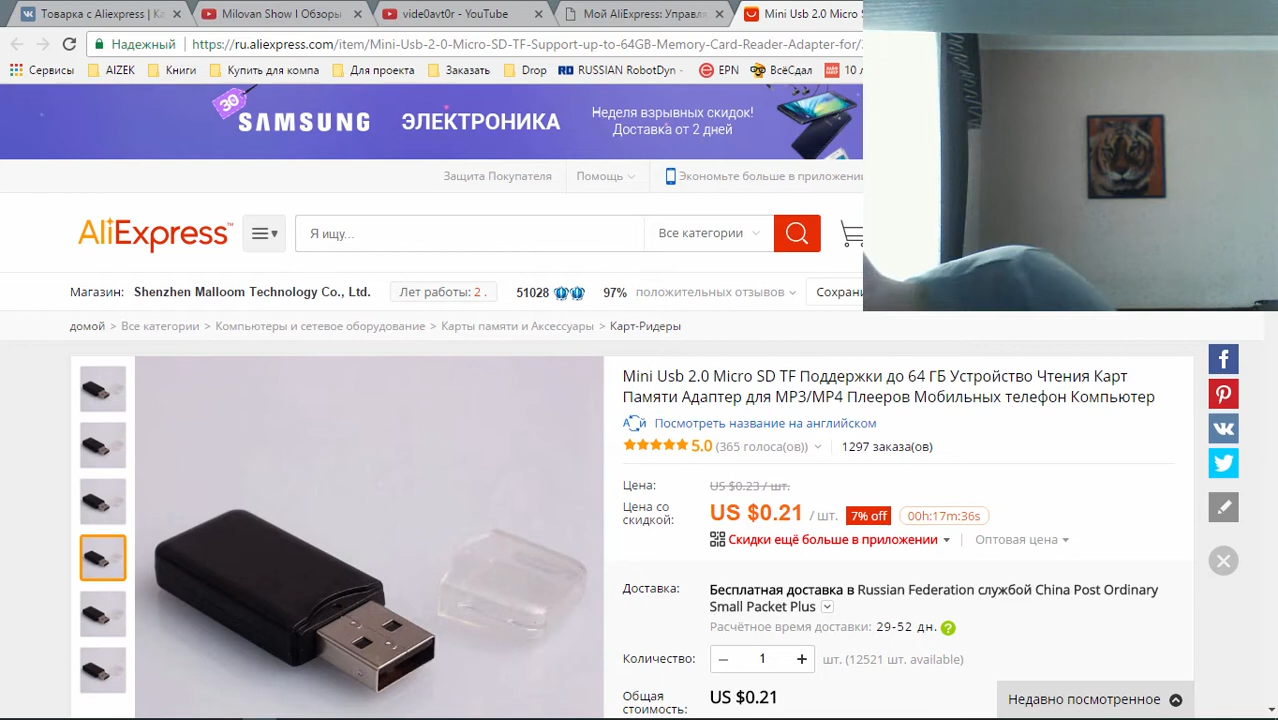 Товарка с Aliexpress | Ка
Milovan Show I Обзоры
vide0avt0r - YouTube
Мой AliExpress: Управля
Mini Usb 2.0 Micro S
Надежный
https://ru.aliexpress.com/item/Mini-Usb-2-0-Micro-SD-TF-Support-up-to-64GB-Memory-Card-Reader-Adapter-for/
Сервисы
AIZEK
Книги
Купить для компа
Для проекта
Заказать
Drop
RD RUSSIAN RobotDyn -
EPN
ВсёСдал
10 л
30
SAMSUNG
ЭЛЕКТРОНИКА
Неделя взрывных скидок!
Доставка от 2 дней
Защита Покупателя
Помощь
Экономьте больше в приложении
AliExpress™
Я ищу...
Все категории
Магазин: Shenzhen Malloom Technology Co., Ltd.
Лет работы: 2 .
51028
97% положительных отзывов
Сохрани
домой > Все категории > Компьютеры и сетевое оборудование > Карты памяти и Аксессуары > Карт-Ридеры
Mini Usb 2.0 Micro SD TF Поддержки до 64 ГБ Устройство Чтения Карт
Памяти Адаптер для MP3/MP4 Плееров Мобильных телефон Компьютер
Посмотреть название на английском
5.0 (365 голоса(ов))
1297 заказа(ов)
Цена: US $0.23 / шт.
Цена со
скидкой:
US $0.21 / шт. 7% off 00h:17m:36s
Скидки ещё больше в приложении
Оптовая цена
Доставка: Бесплатная доставка в Russian Federation службой China Post Ordinary
Small Packet Plus
Расчётное время доставки: 29-52 дн. ?
Количество: – 1 + шт. (12521 шт. available)
Общая
стоимость:
US $0.21
Недавно посмотренное